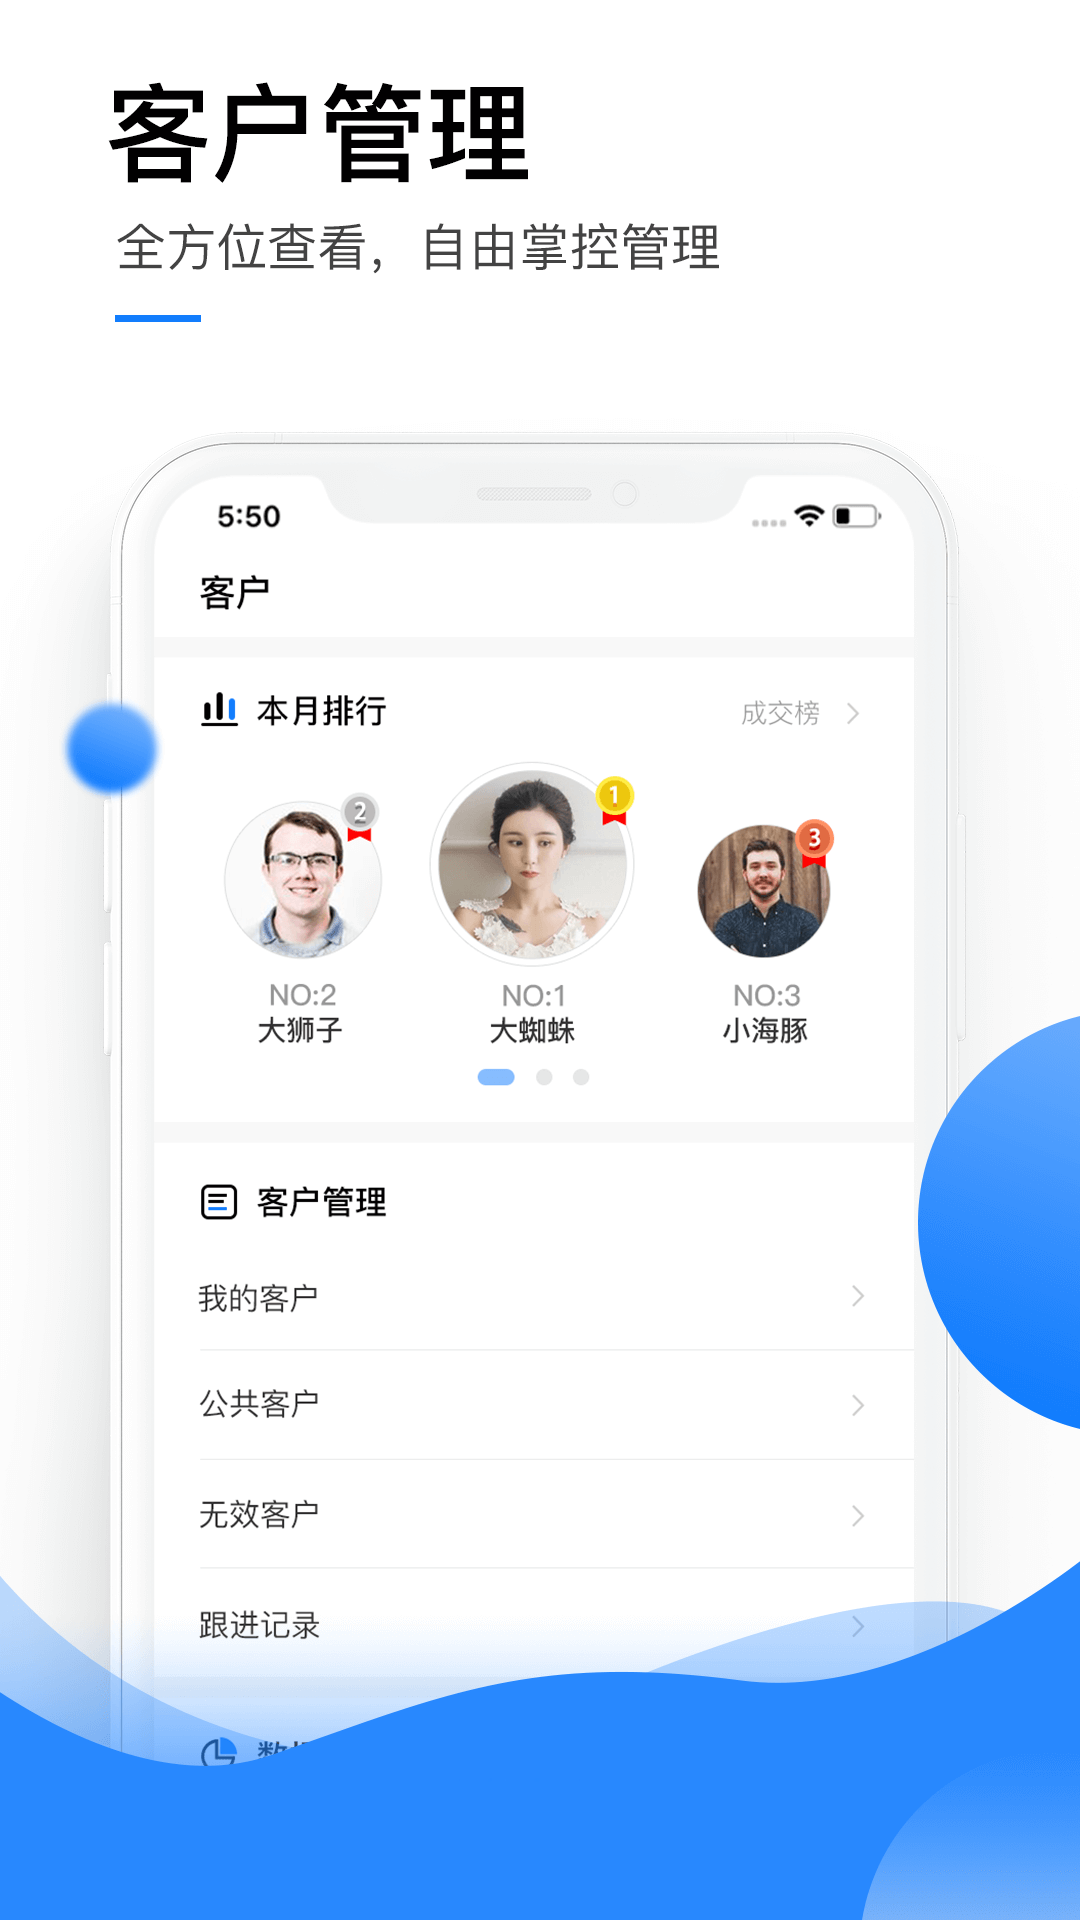 客户管理
全方位查看，自由掌控管理
5:50
客户
本月排行
成交榜
2
1
3
NO:2
NO:1
NO:3
大狮子
大蜘蛛
小海豚
客户管理
我的客户
公共客户
无效客户
跟进记录